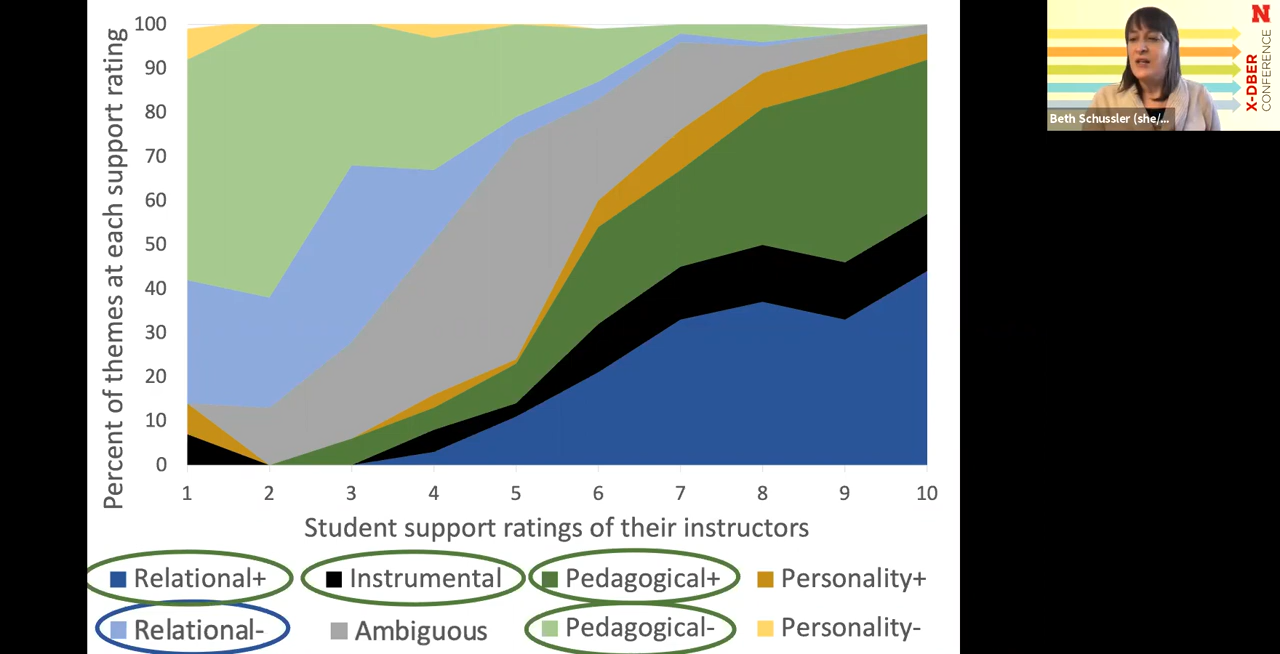 Percent of themes at each support rating
100
90
80
70
60
50
40
30
20
10
0
1 2 3 4 5 6 7 8 9 10
Student support ratings of their instructors
Relational+ Instrumental Pedagogical+ Personality+
Relational- Ambiguous Pedagogical- Personality-
N
X-DBER
CONFERENCE
Beth Schussler (she/...